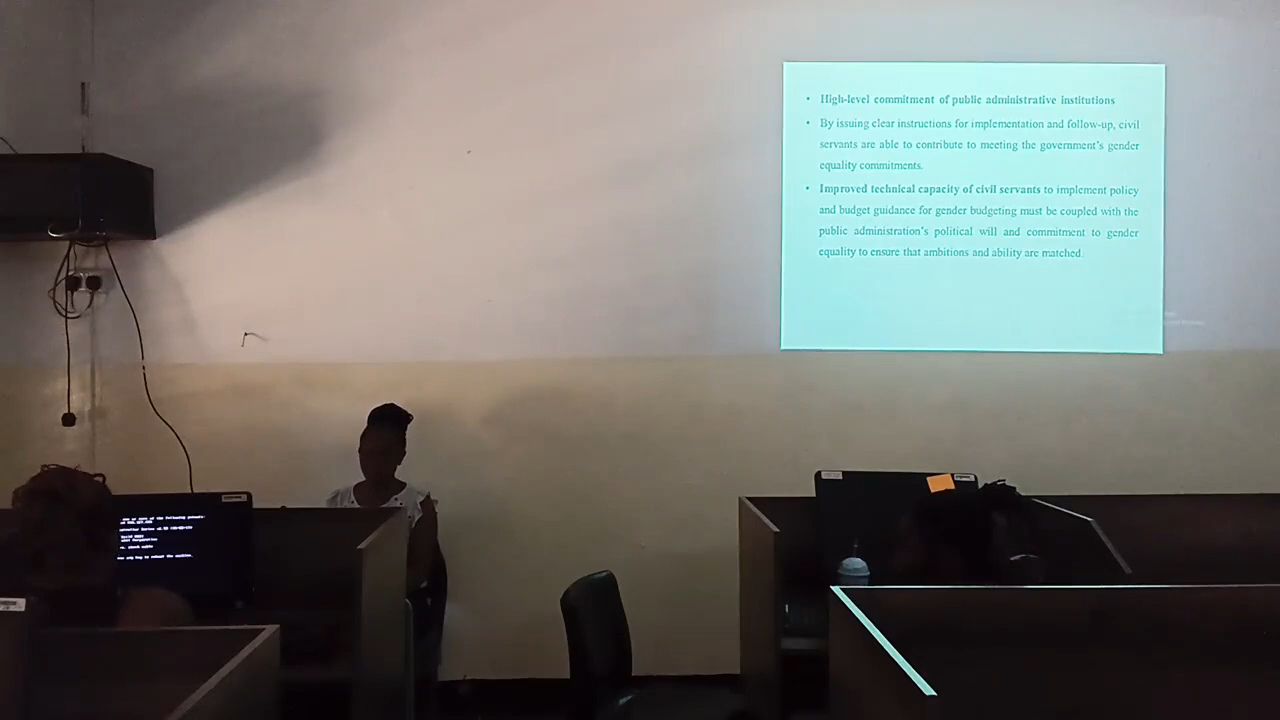 • High-level commitment of public administrative institutions
• By issuing clear instructions for implementation and follow-up, civil
servants are able to contribute to meeting the government's gender
equality commitments.
• Improved technical capacity of civil servants to implement policy
and budget guidance for gender budgeting must be coupled with the
public administration's political will and commitment to gender
equality to ensure that ambitions and ability are matched.
of the following